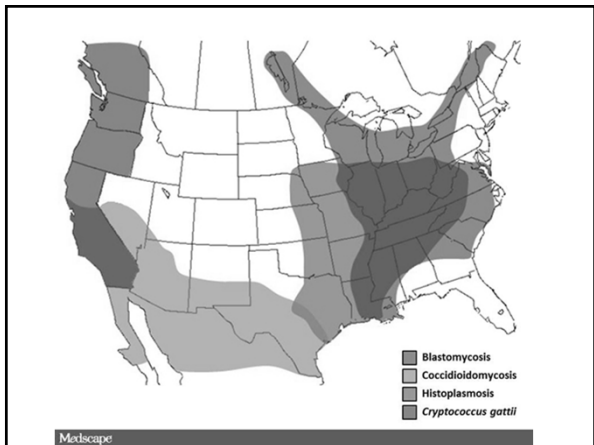 Blastomycosis
Coccidioidomycosis
Histoplasmosis
Cryptococcus gattii
Medscape